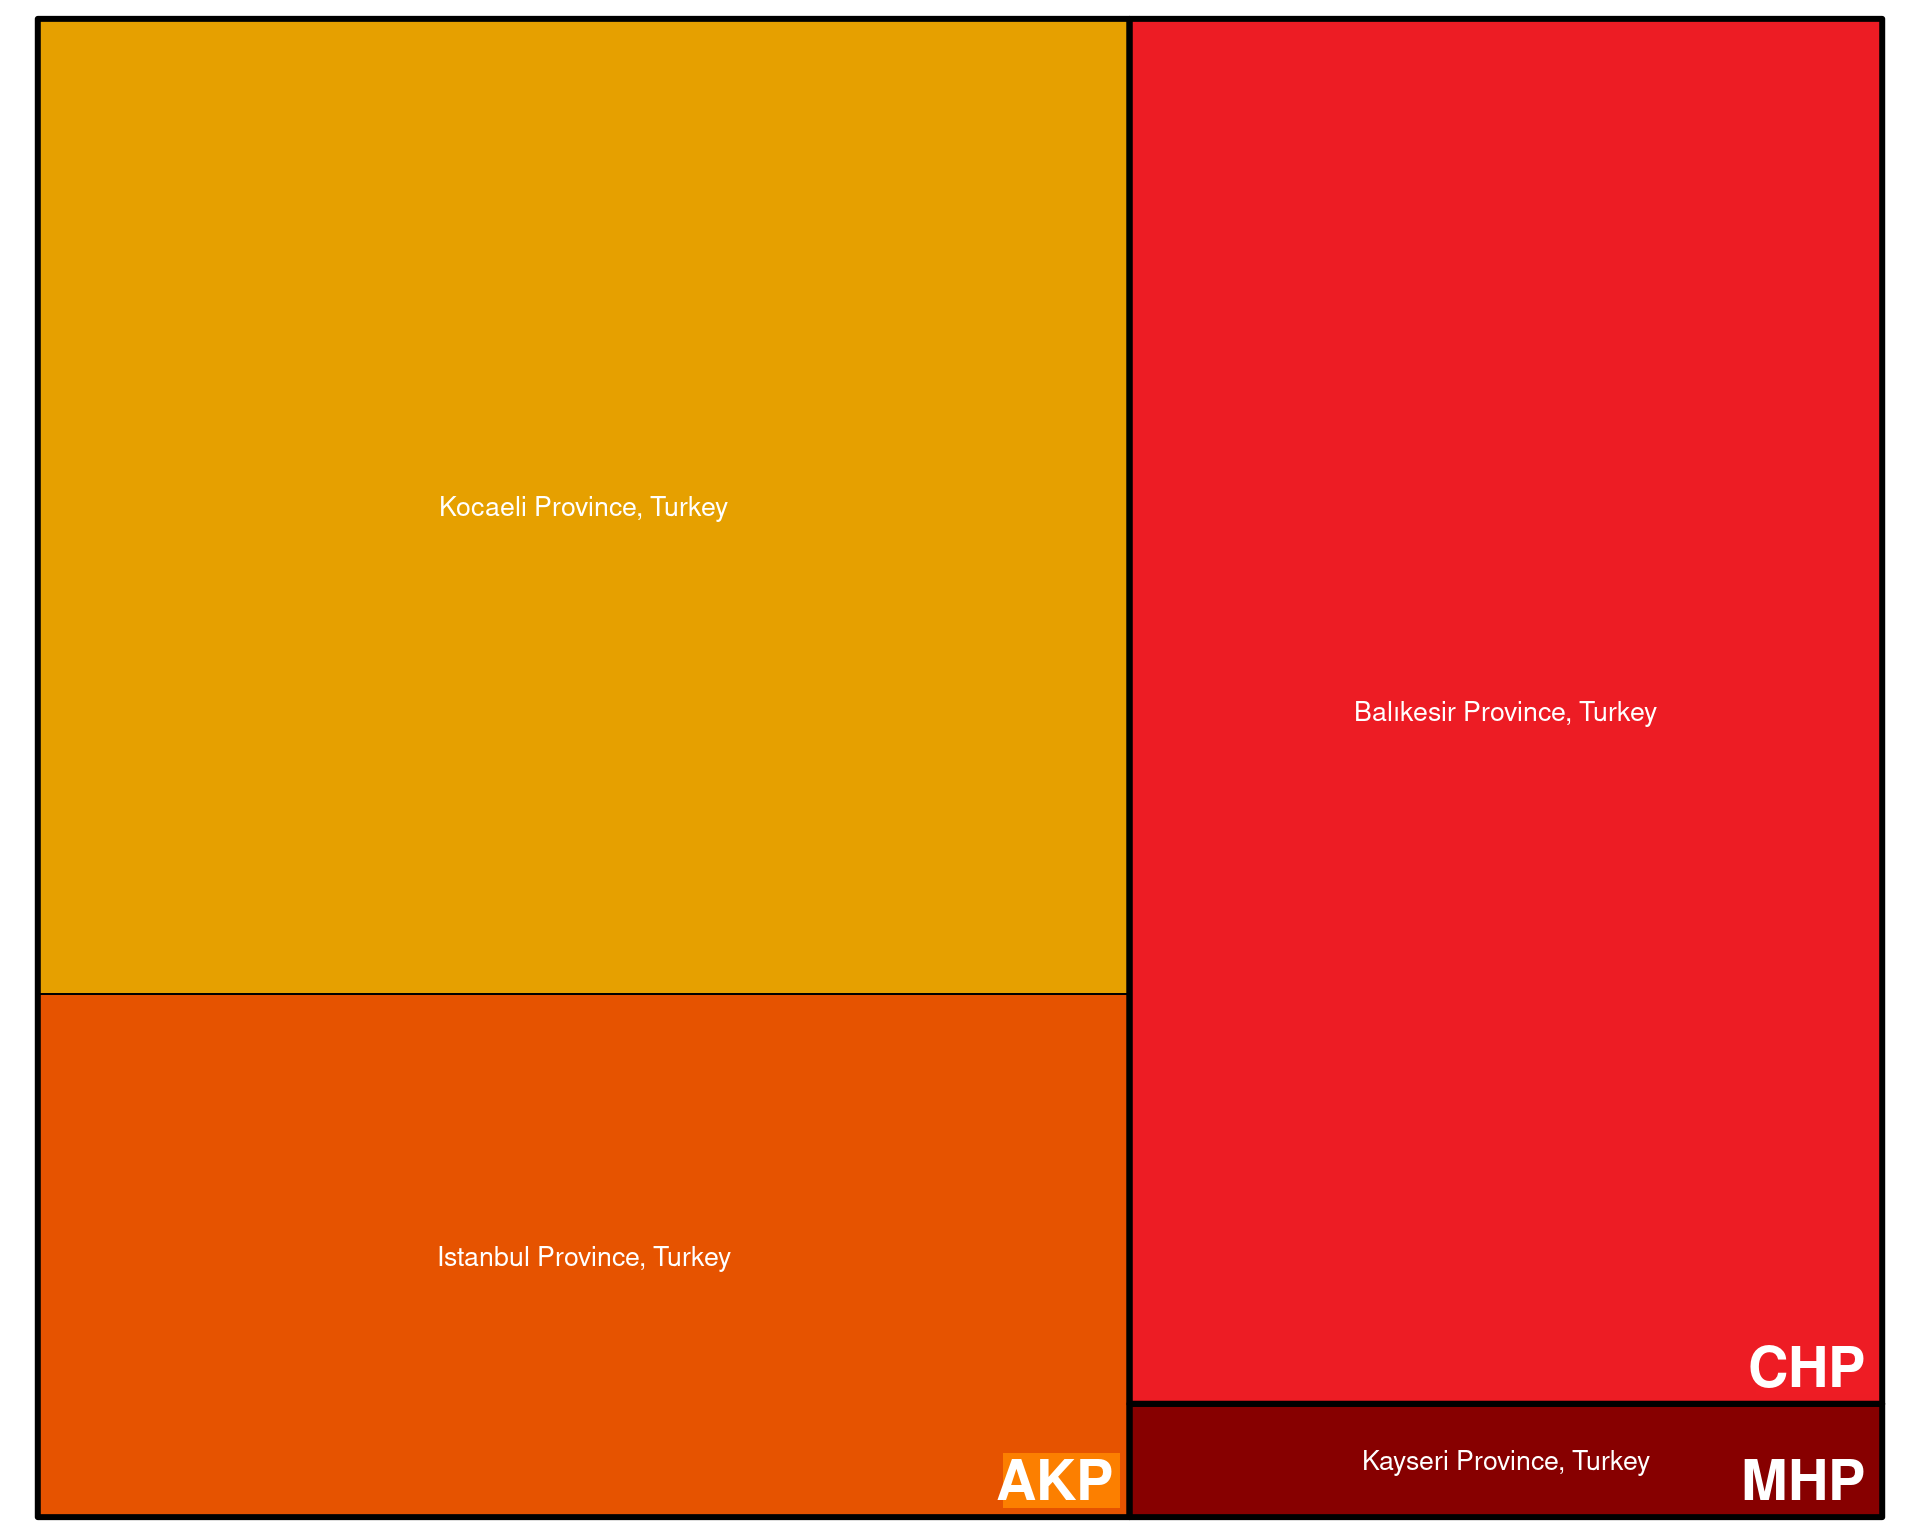 Kocaeli Province, Turkey
Balıkesir Province, Turkey
Istanbul Province, Turkey
CHP
Kayseri Province, Turkey
AKP
MHP